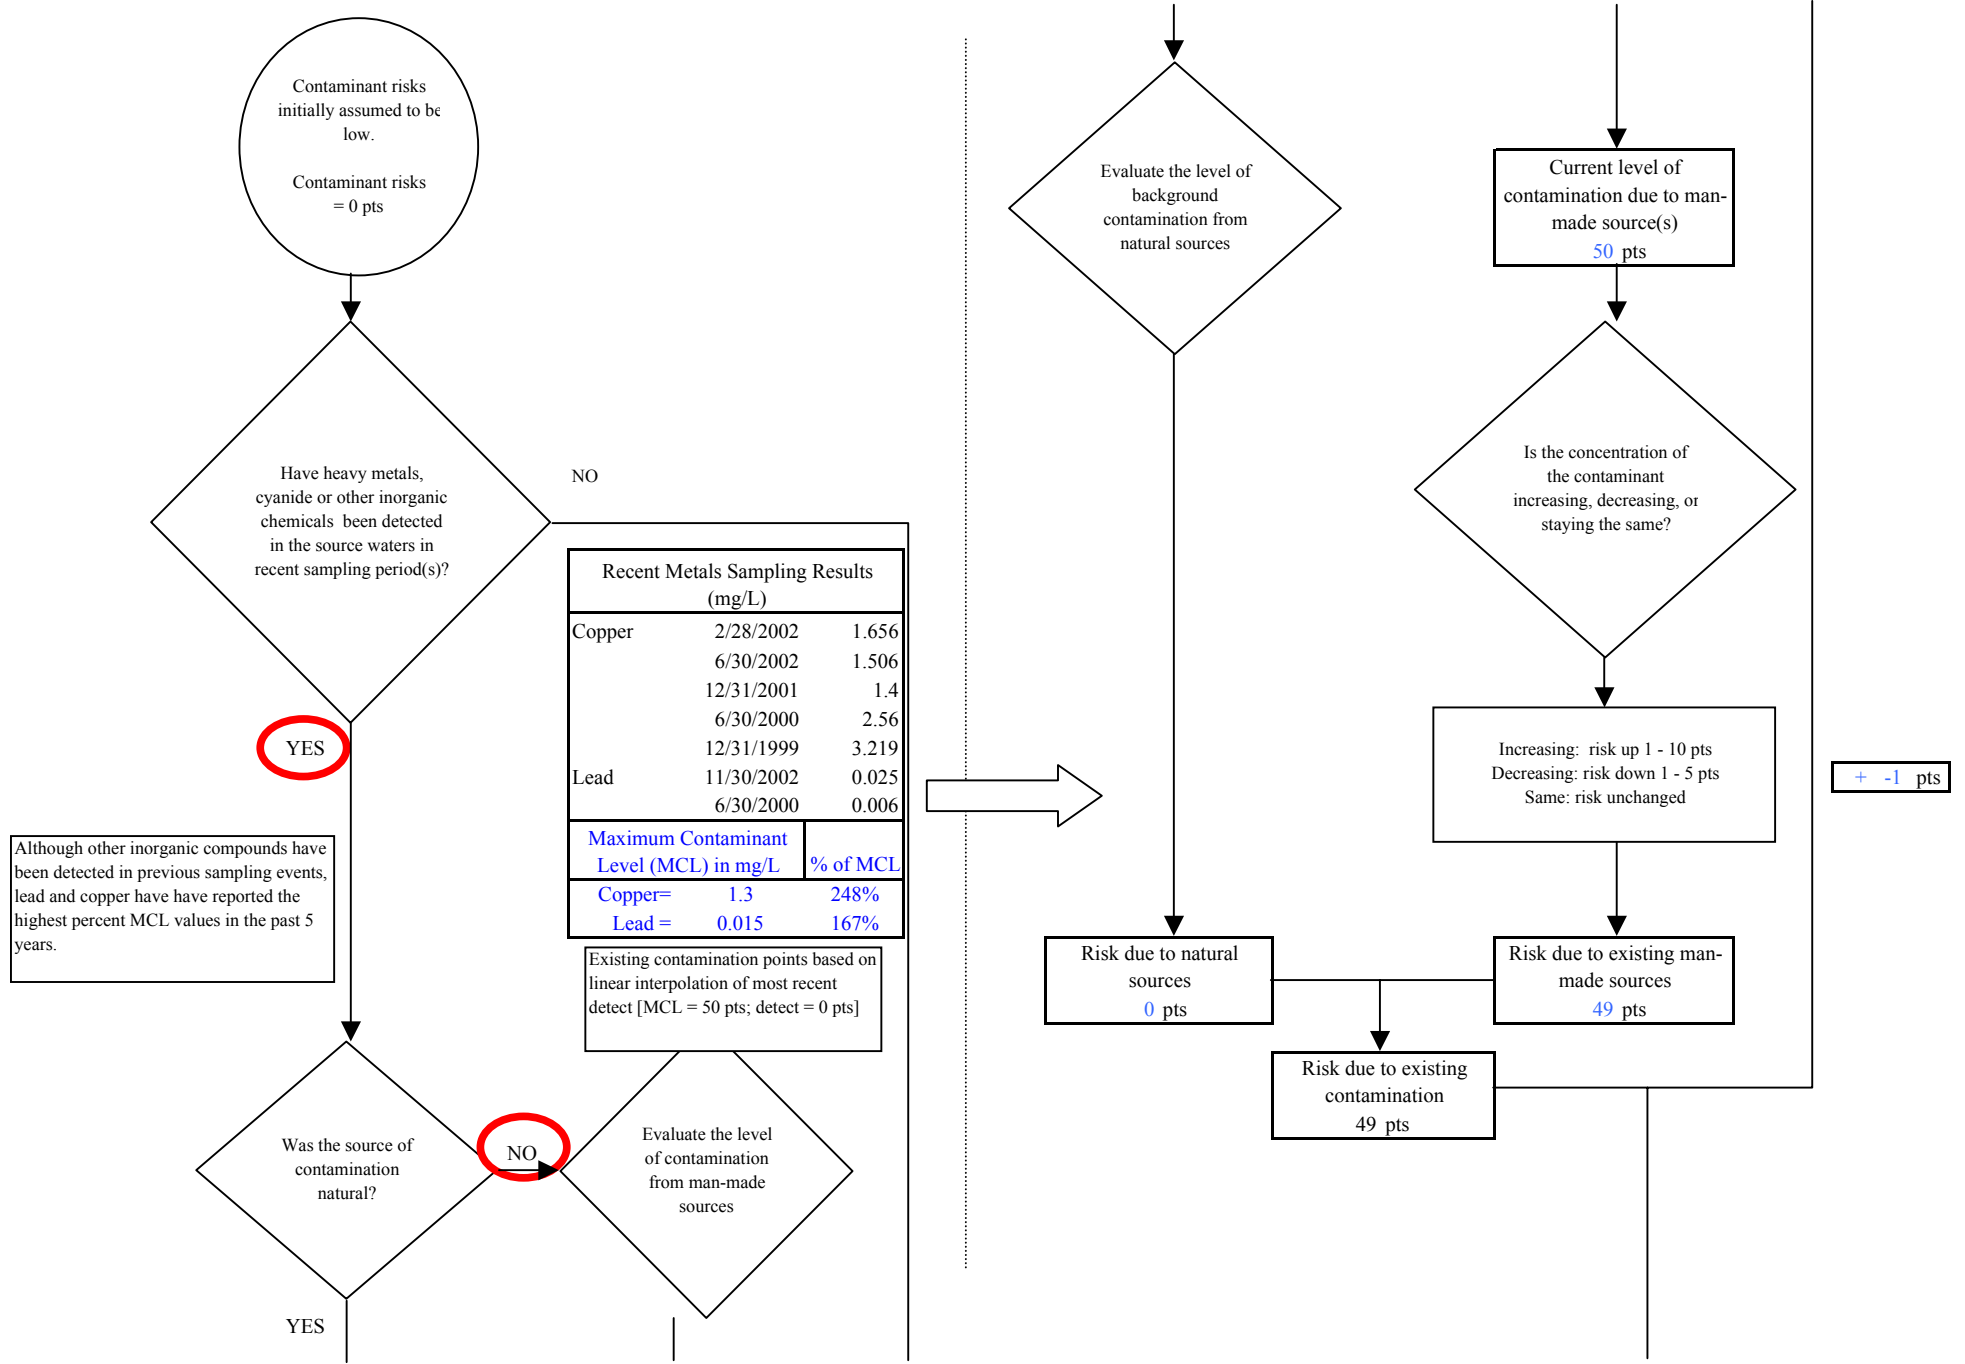 Contaminant risks
initially assumed to be
low.
Contaminant risks
= 0 pts
Have heavy metals,
cyanide or other inorganic
chemicals been detected
in the source waters in
recent sampling period(s)?
NO
YES
Recent Metals Sampling Results
(mg/L)
Copper 2/28/2002 1.656
6/30/2002 1.506
12/31/2001 1.4
6/30/2000 2.56
12/31/1999 3.219
Lead 11/30/2002 0.025
6/30/2000 0.006
Maximum Contaminant
Level (MCL) in mg/L % of MCL
Copper= 1.3 248%
Lead = 0.015 167%
Although other inorganic compounds have
been detected in previous sampling events,
lead and copper have have reported the
highest percent MCL values in the past 5
years.
Existing contamination points based on
linear interpolation of most recent
detect [MCL = 50 pts; detect = 0 pts]
Was the source of
contamination
natural?
NO
Evaluate the level
of contamination
from man-made
sources
YES
Evaluate the level of
background
contamination from
natural sources
Current level of
contamination due to man-
made source(s)
50 pts
Is the concentration of
the contaminant
increasing, decreasing, or
staying the same?
Increasing: risk up 1 - 10 pts
Decreasing: risk down 1 - 5 pts
Same: risk unchanged
+ -1 pts
Risk due to natural
sources
0 pts
Risk due to existing man-
made sources
49 pts
Risk due to existing
contamination
49 pts